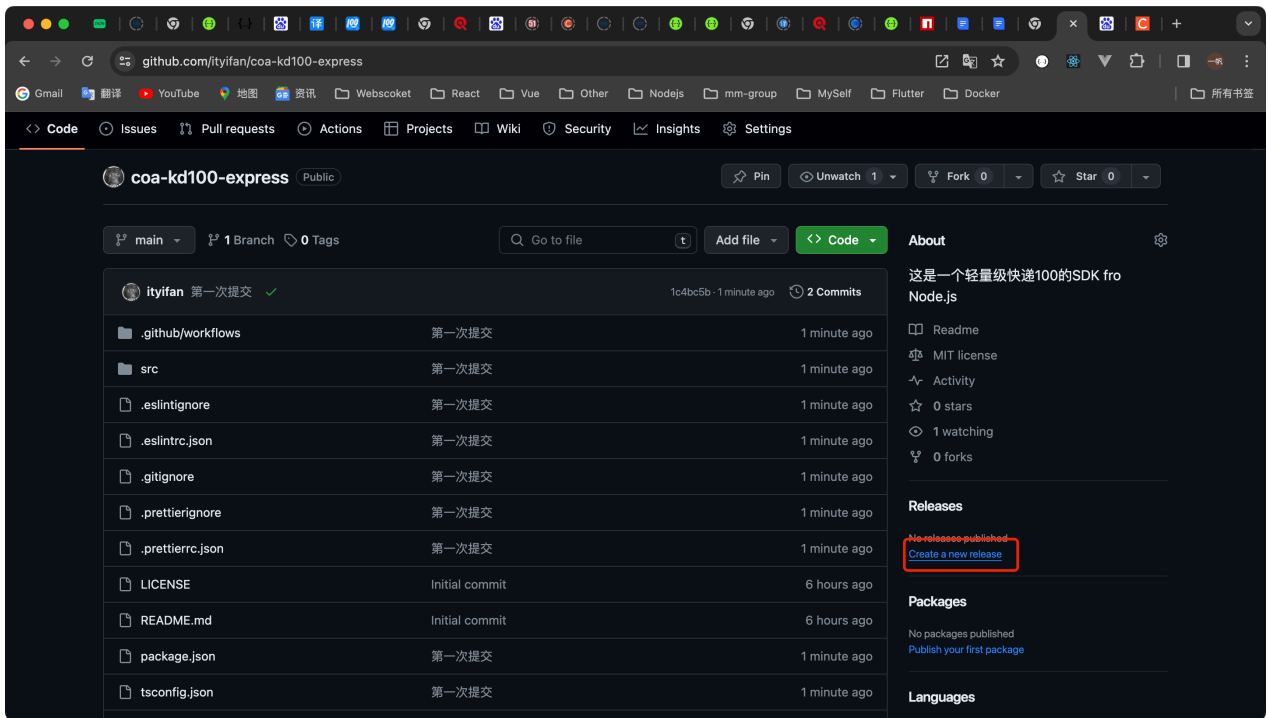 github.com/ityifan/coa-kd100-express
Gmail 翻译 YouTube 地图 资讯 Webscoket React Vue Other Nodejs mm-group MySelf Flutter Docker 所有书签
Code Issues Pull requests Actions Projects Wiki Security Insights Settings
coa-kd100-express Public Pin Unwatch 1 Fork 0 Star 0
main 1 Branch 0 Tags Go to file t Add file Code
ityifan 第一次提交 1c4bc5b · 1 minute ago 2 Commits
.github/workflows 第一次提交 1 minute ago
src 第一次提交 1 minute ago
.eslintignore 第一次提交 1 minute ago
.eslintrc.json 第一次提交 1 minute ago
.gitignore 第一次提交 1 minute ago
.prettierignore 第一次提交 1 minute ago
.prettierrc.json 第一次提交 1 minute ago
LICENSE Initial commit 6 hours ago
README.md Initial commit 6 hours ago
package.json 第一次提交 1 minute ago
tsconfig.json 第一次提交 1 minute ago
About
这是一个轻量级快递100的SDK fro
Node.js
Readme
MIT license
Activity
0 stars
1 watching
0 forks
Releases
No releases published
Create a new release
Packages
No packages published
Publish your first package
Languages